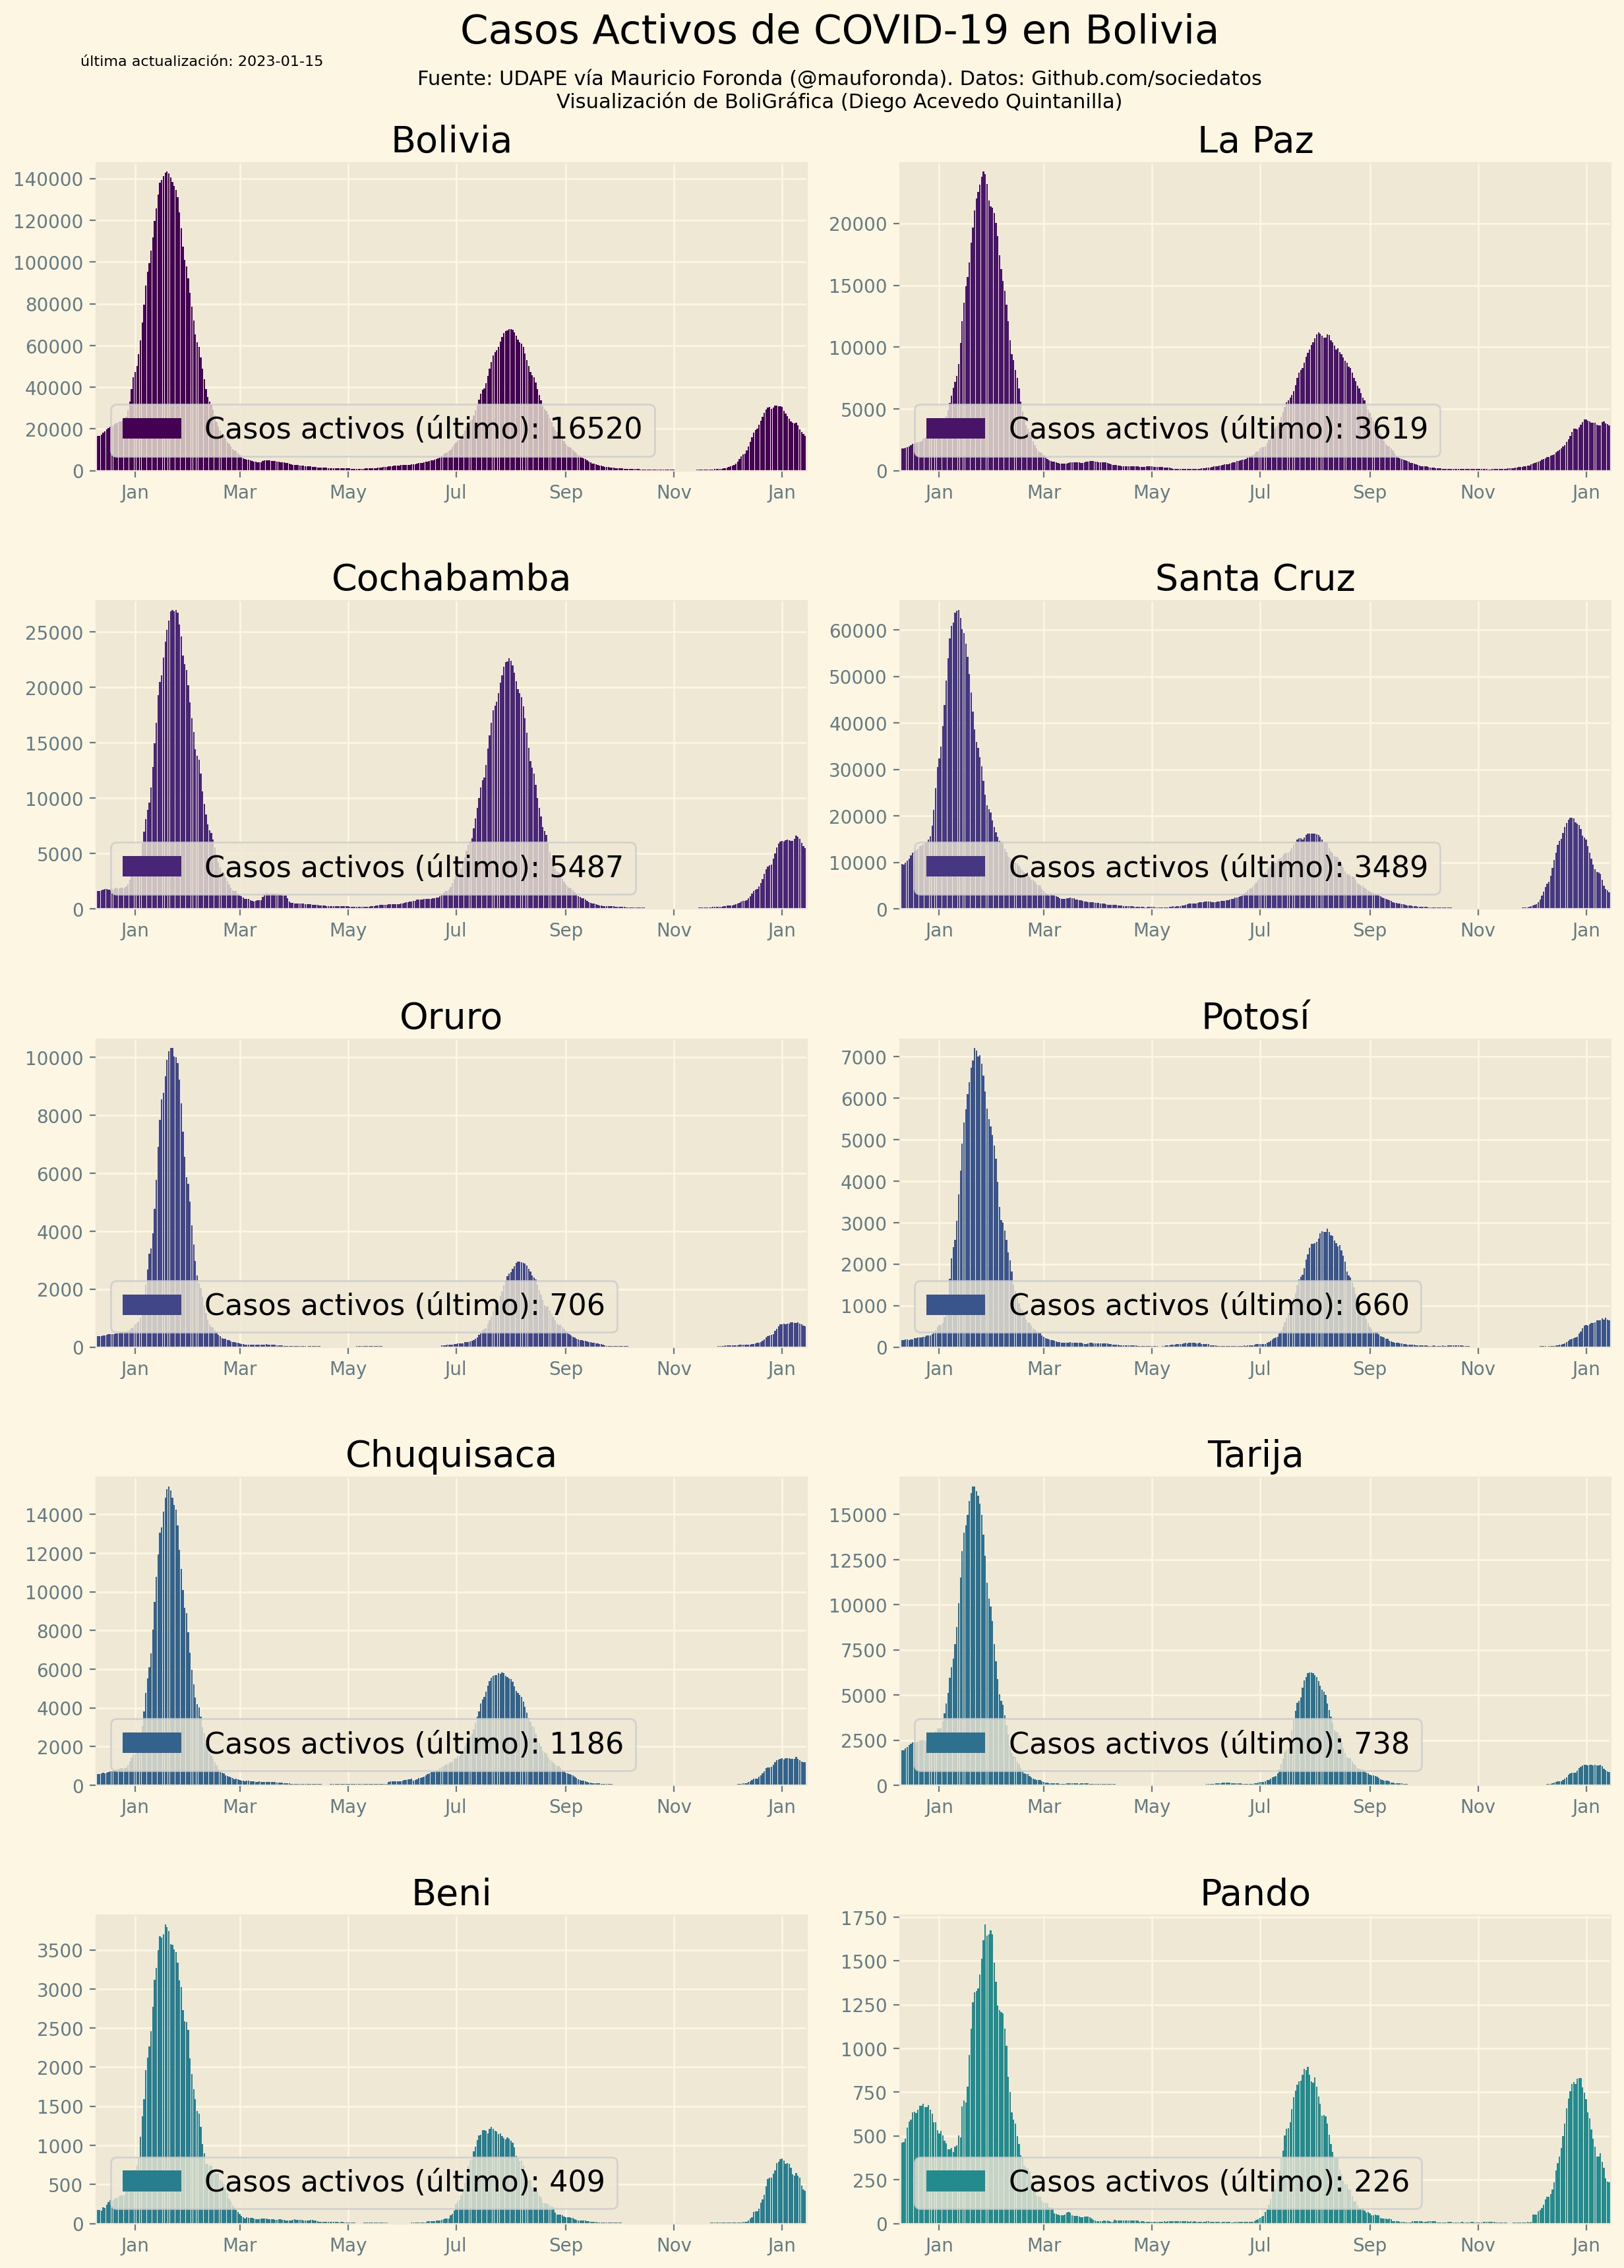 Casos Activos de COVID-19 en Bolivia
última actualización: 2023-01-15
Fuente: UDAPE vía Mauricio Foronda (@mauforonda). Datos: Github.com/sociedatos
Visualización de BoliGráfica (Diego Acevedo Quintanilla)
Bolivia
140000
120000
100000
80000
60000
40000
20000
0
Casos activos (último): 16520
Jan Mar May Jul Sep Nov Jan
La Paz
20000
15000
10000
5000
0
Casos activos (último): 3619
Jan Mar May Jul Sep Nov Jan
Cochabamba
25000
20000
15000
10000
5000
0
Casos activos (último): 5487
Jan Mar May Jul Sep Nov Jan
Santa Cruz
60000
50000
40000
30000
20000
10000
0
Casos activos (último): 3489
Jan Mar May Jul Sep Nov Jan
Oruro
10000
8000
6000
4000
2000
0
Casos activos (último): 706
Jan Mar May Jul Sep Nov Jan
Potosí
7000
6000
5000
4000
3000
2000
1000
0
Casos activos (último): 660
Jan Mar May Jul Sep Nov Jan
Chuquisaca
14000
12000
10000
8000
6000
4000
2000
0
Casos activos (último): 1186
Jan Mar May Jul Sep Nov Jan
Tarija
15000
12500
10000
7500
5000
2500
0
Casos activos (último): 738
Jan Mar May Jul Sep Nov Jan
Beni
3500
3000
2500
2000
1500
1000
500
0
Casos activos (último): 409
Jan Mar May Jul Sep Nov Jan
Pando
1750
1500
1250
1000
750
500
250
0
Casos activos (último): 226
Jan Mar May Jul Sep Nov Jan